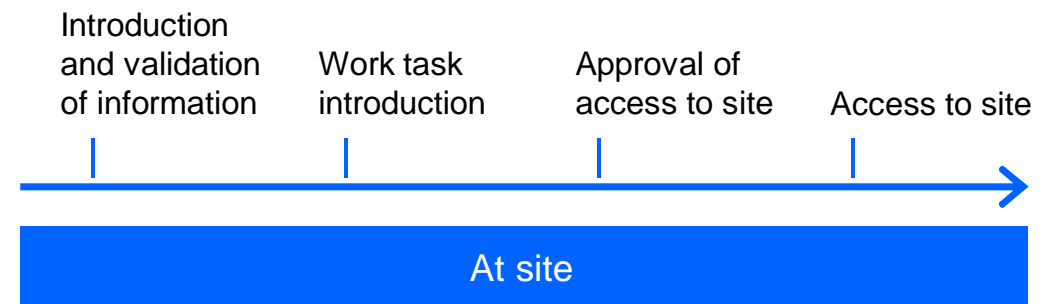 Introduction
and validation
of information
Work task
introduction
Approval of
access to site
Access to site
At site